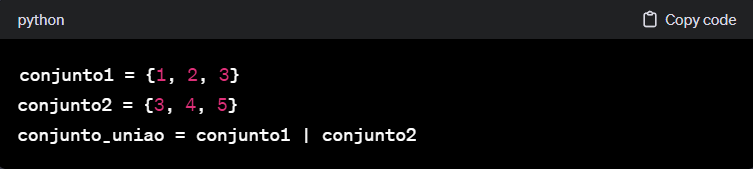 python
Copy code
conjunto1 = {1, 2, 3}
conjunto2 = {3, 4, 5}
conjunto_uniao = conjunto1 | conjunto2